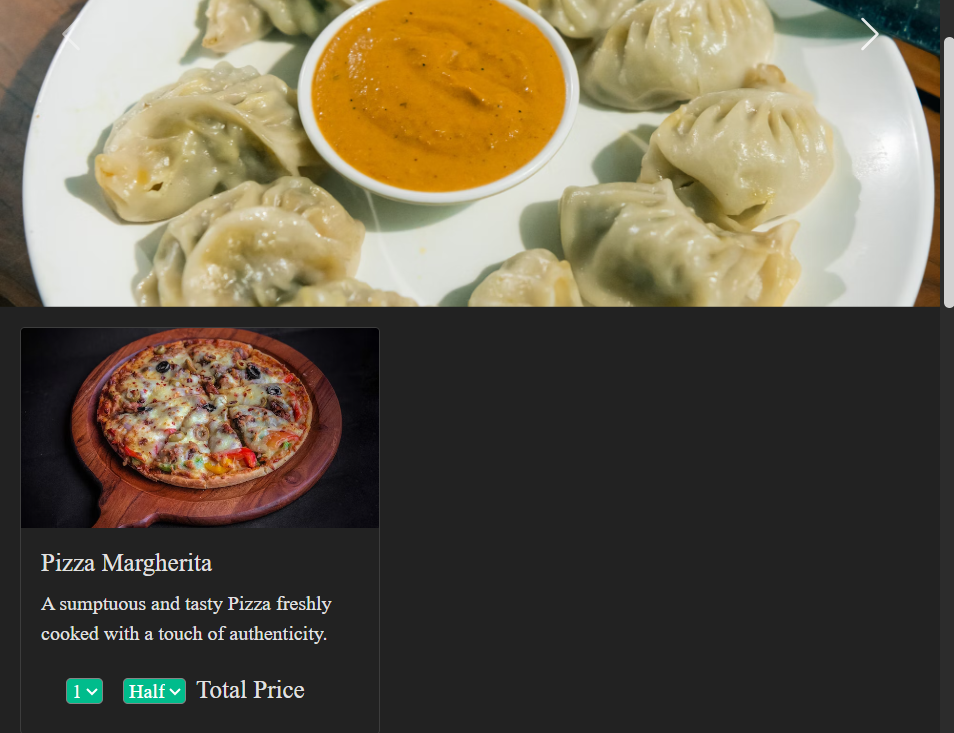 Pizza Margherita
A sumptuous and tasty Pizza freshly
cooked with a touch of authenticity.
1 Half Total Price